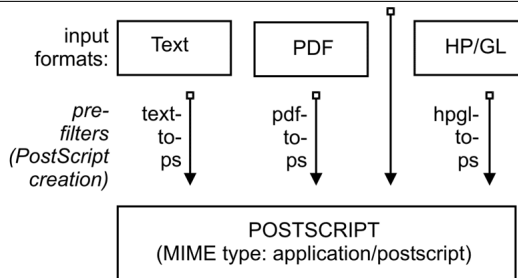 input
formats:
Text
PDF
HP/GL
pre-
filters
(PostScript
creation)
text-
to-
ps
pdf-
to-
ps
hpgl-
to-
ps
POSTSCRIPT
(MIME type: application/postscript)